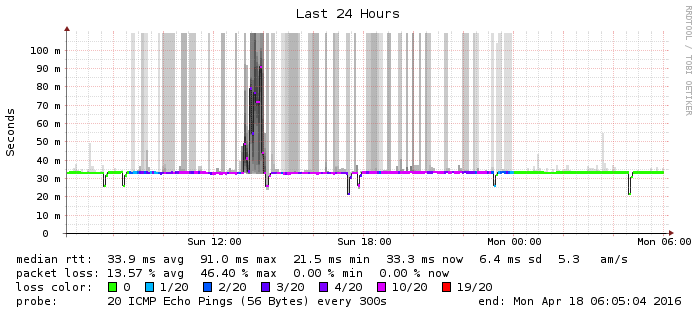 Last 24 Hours
RRDTOOL / TOBI OETIKER
Seconds
100 m
90 m
80 m
70 m
60 m
50 m
40 m
30 m
20 m
10 m
0
Sun 12:00 Sun 18:00 Mon 00:00 Mon 06:00
median rtt: 33.9 ms avg 91.0 ms max 21.5 ms min 33.3 ms now 6.4 ms sd 5.3 am/s
packet loss: 13.57 % avg 46.40 % max 0.00 % min 0.00 % now
loss color: 0 1/20 2/20 3/20 4/20 10/20 19/20
probe: 20 ICMP Echo Pings (56 Bytes) every 300s end: Mon Apr 18 06:05:04 2016